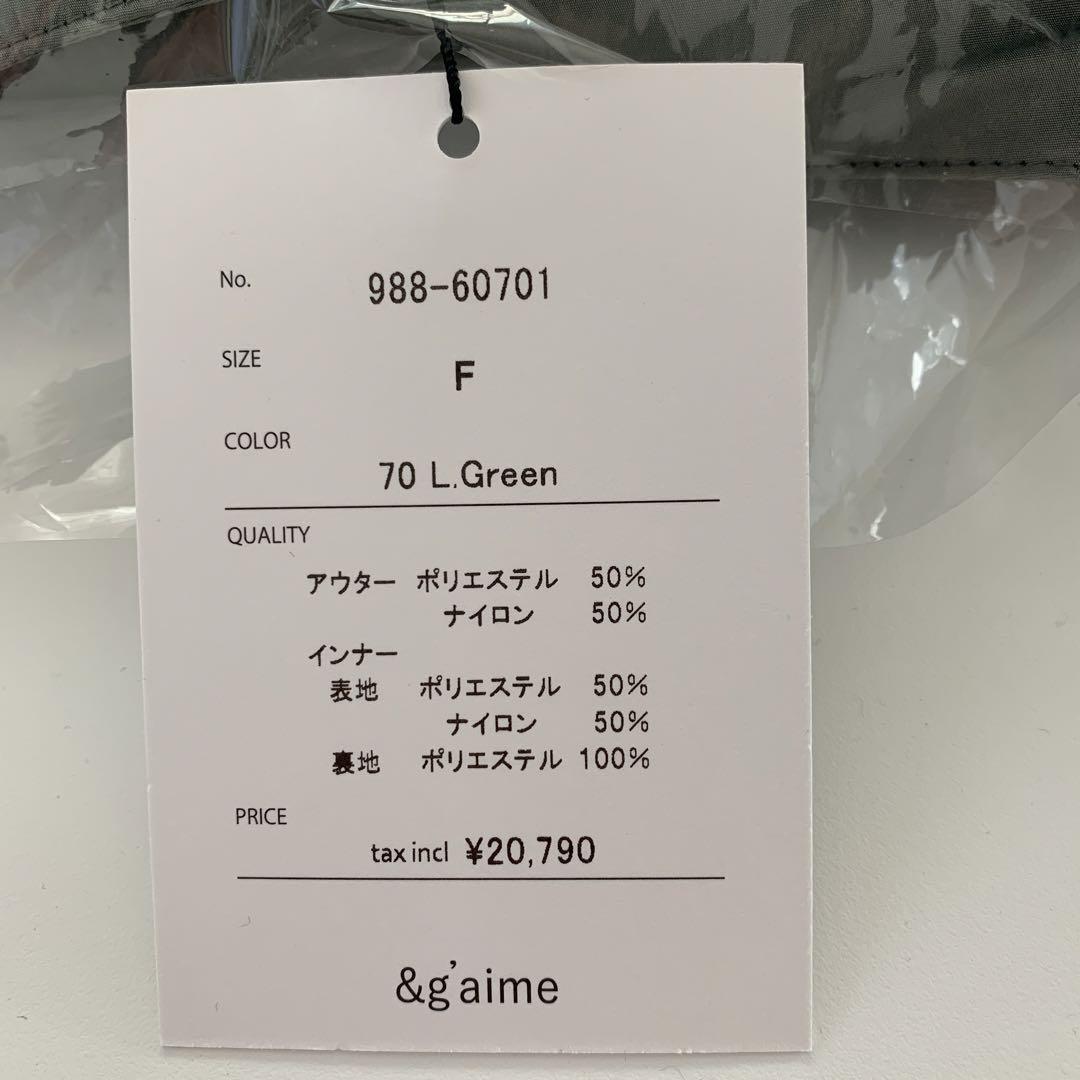 No. 988-60701
SIZE F
COLOR
70 L.Green
QUALITY
アウター ポリエステル 50%
ナイロン 50%
インナー
表地 ポリエステル 50%
ナイロン 50%
裏地 ポリエステル 100%
PRICE
tax incl ¥20,790
&g'aime